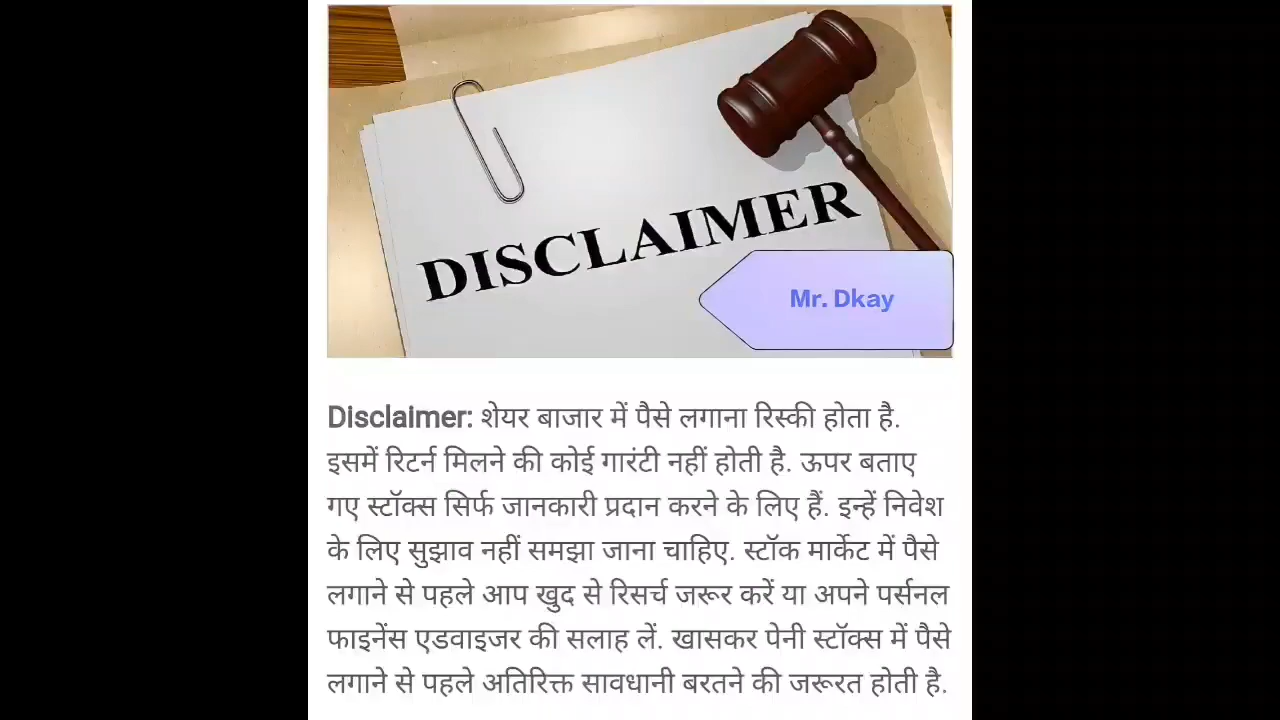 DISCLAIMER
Mr. Dkay
Disclaimer: शेयर बाजार में पैसे लगाना रिस्की होता है.
इसमें रिटर्न मिलने की कोई गारंटी नहीं होती है. ऊपर बताए
गए स्टॉक्स सिर्फ जानकारी प्रदान करने के लिए हैं. इन्हें निवेश
के लिए सुझाव नहीं समझा जाना चाहिए. स्टॉक मार्केट में पैसे
लगाने से पहले आप खुद से रिसर्च जरूर करें या अपने पर्सनल
फाइनेंस एडवाइजर की सलाह लें. खासकर पेनी स्टॉक्स में पैसे
लगाने से पहले अतिरिक्त सावधानी बरतने की जरूरत होती है.